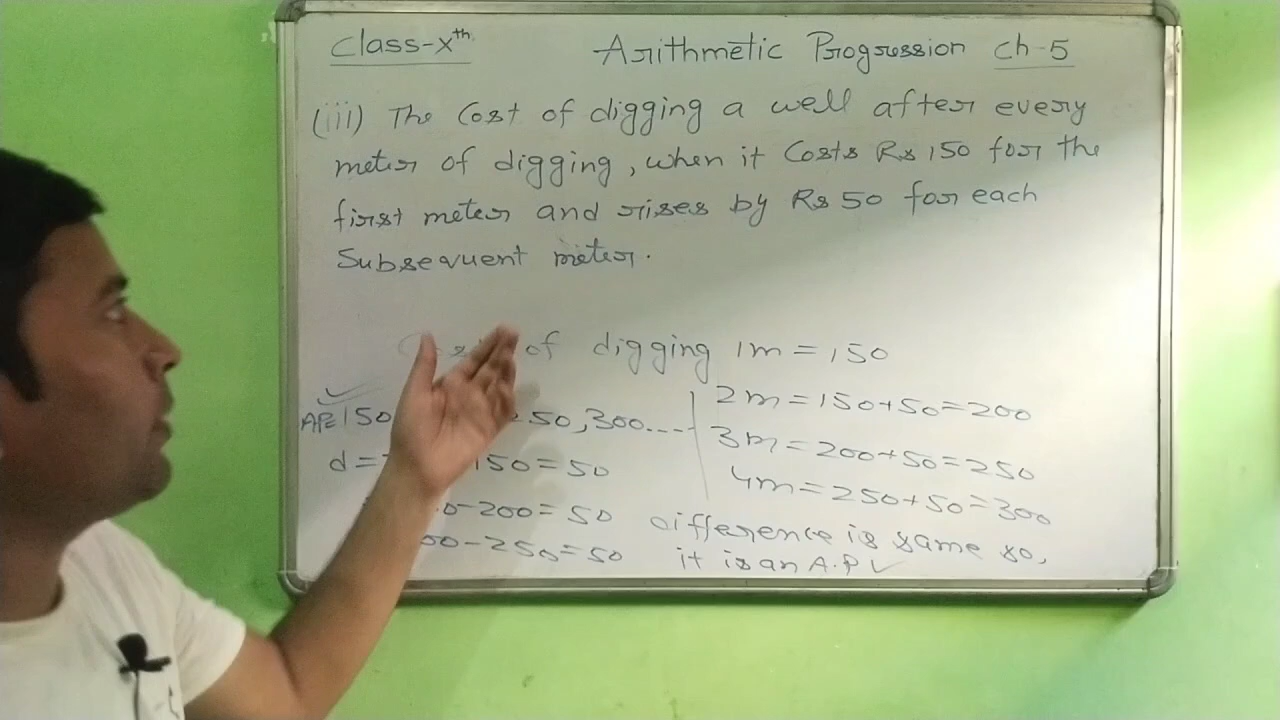 Class-Xth Arithmetic Progression Ch-5
(iii) The Cost of digging a well after every
meter of digging, when it Costs Rs 150 for the
first meter and rises by Rs 50 for each
Subsequent meter.
of digging 1m = 150
2m = 150+50 = 200
AP= 150 250, 300....
3m = 200+50 = 250
d = 150 = 50
4m = 250+50 = 300
-200 = 50
difference is same so,
-250 = 50
it is an A.P